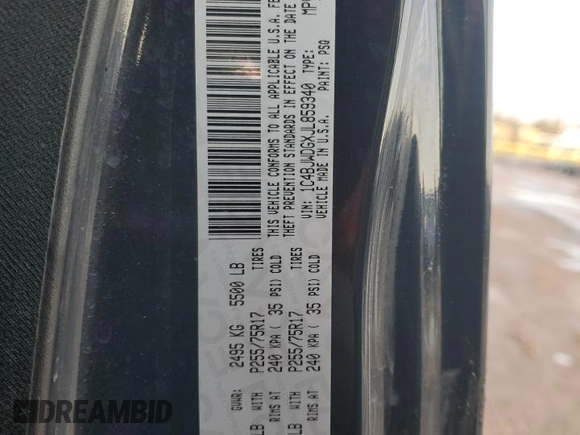 GVWR: 2495 KG 5500 LB
LB WITH P255/75R17 TIRES
RIMS AT 240 KPA ( 35 PSI) COLD
LB WITH P255/75R17 TIRES
RIMS AT 240 KPA ( 35 PSI) COLD
THIS VEHICLE CONFORMS TO ALL APPLICABLE U.S.A. FE
THEFT PREVENTION STANDARDS IN EFFECT ON THE DATE
VIN: 1C4BJWDGXJL859340 TYPE: MP
VEHICLE MADE IN U.S.A. PAINT: PSQ
DREAMBID